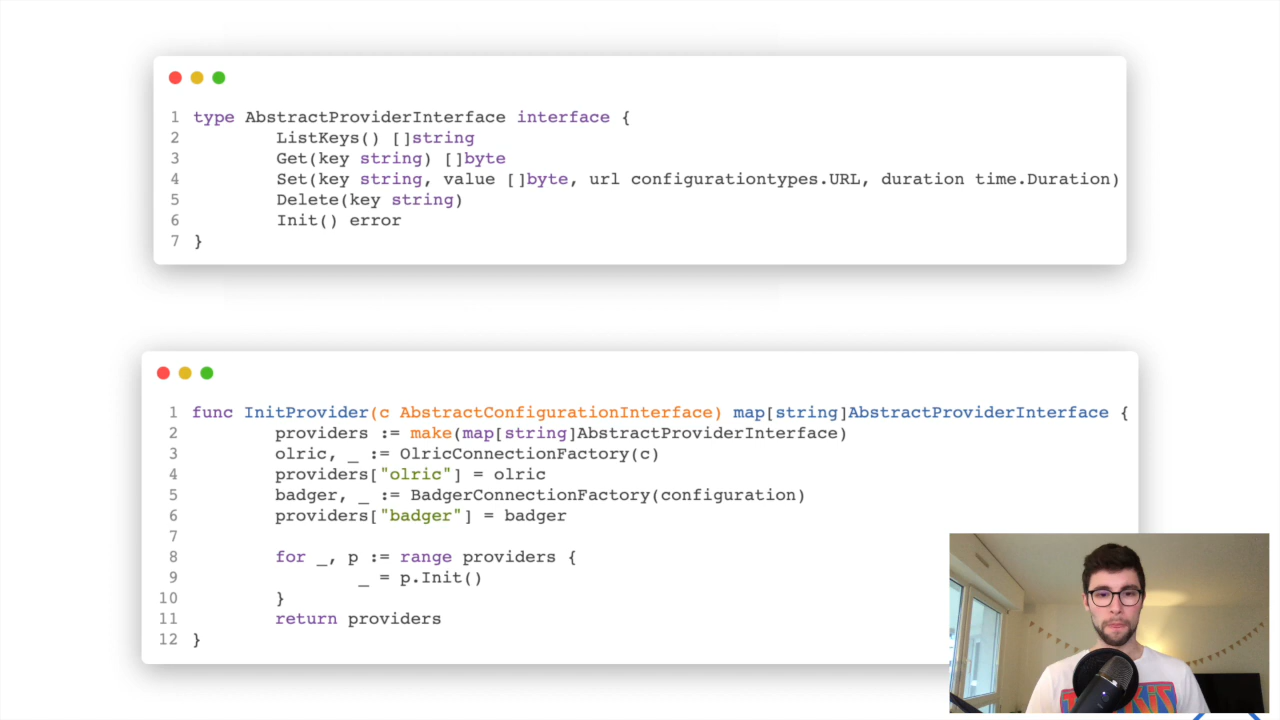 1 type AbstractProviderInterface interface {
2 ListKeys() []string
3 Get(key string) []byte
4 Set(key string, value []byte, url configurationtypes.URL, duration time.Duration)
5 Delete(key string)
6 Init() error
7 }
1 func InitProvider(c AbstractConfigurationInterface) map[string]AbstractProviderInterface {
2 providers := make(map[string]AbstractProviderInterface)
3 olric, _ := OlricConnectionFactory(c)
4 providers["olric"] = olric
5 badger, _ := BadgerConnectionFactory(configuration)
6 providers["badger"] = badger
7
8 for _, p := range providers {
9 _ = p.Init()
10 }
11 return providers
12 }